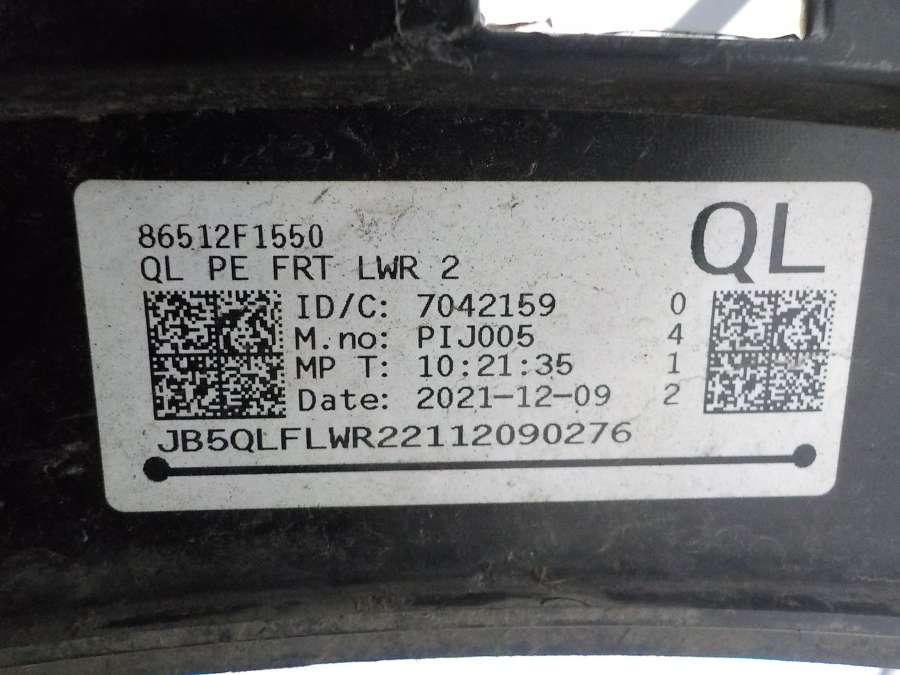 86512F1550
QL
QL PE FRT LWR 2
ID/C: 7042159 0
M.no: PIJ005 4
MP T: 10:21:35 1
Date: 2021-12-09 2
JB5QLFLWR22112090276